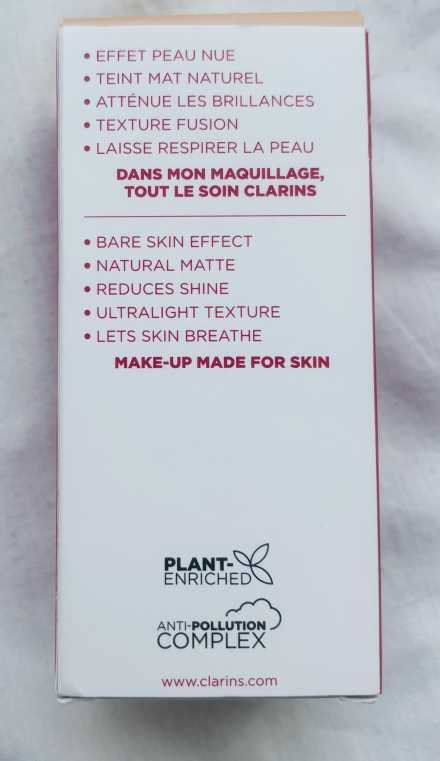 • EFFET PEAU NUE
• TEINT MAT NATUREL
• ATTÉNUE LES BRILLANCES
• TEXTURE FUSION
• LAISSE RESPIRER LA PEAU
DANS MON MAQUILLAGE,
TOUT LE SOIN CLARINS
• BARE SKIN EFFECT
• NATURAL MATTE
• REDUCES SHINE
• ULTRALIGHT TEXTURE
• LETS SKIN BREATHE
MAKE-UP MADE FOR SKIN
PLANT-
ENRICHED
ANTI-POLLUTION
COMPLEX
www.clarins.com